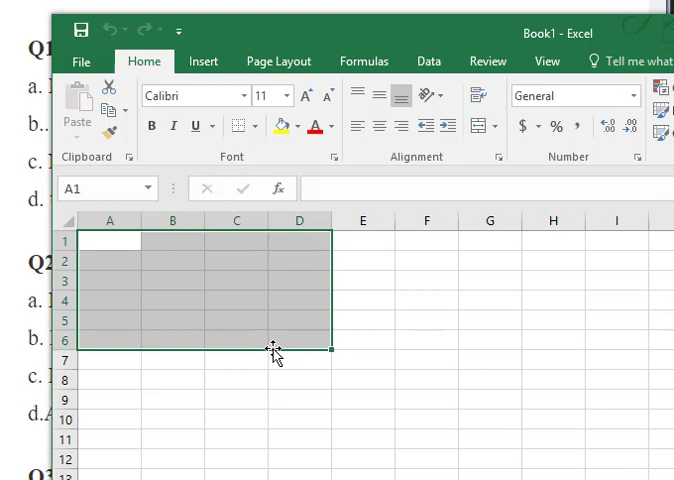 Book1 - Excel
File Home Insert Page Layout Formulas Data Review View Tell me what
Paste Calibri 11 A A General
B I U A $ % ,
Clipboard Font Alignment Number
A1 fx
A B C D E F G H I
1
2
3
4
5
6
7
8
9
10
11
12
13
Q1
a.
b..
c.
d.
Q2
a.
b.
c.
d.A
Q3